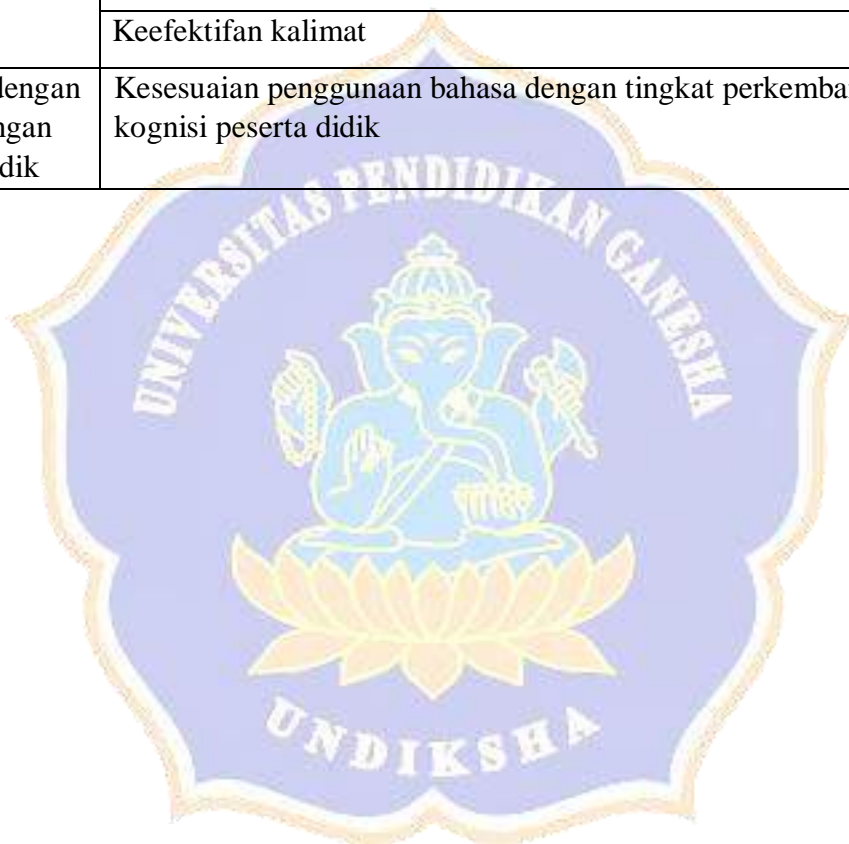 Keefektifan kalimat
dengan
ngan
dik
Kesesuaian penggunaan bahasa dengan tingkat perkemba
kognisi peserta didik
UNIVERSITAS PENDIDIKAN GANESHA
UNDIKSHA